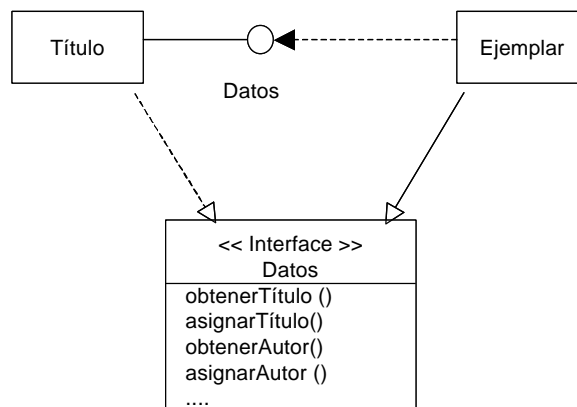 Título
Ejemplar
Datos
<< Interface >>
Datos
obtenerTítulo ()
asignarTítulo()
obtenerAutor()
asignarAutor ()
....